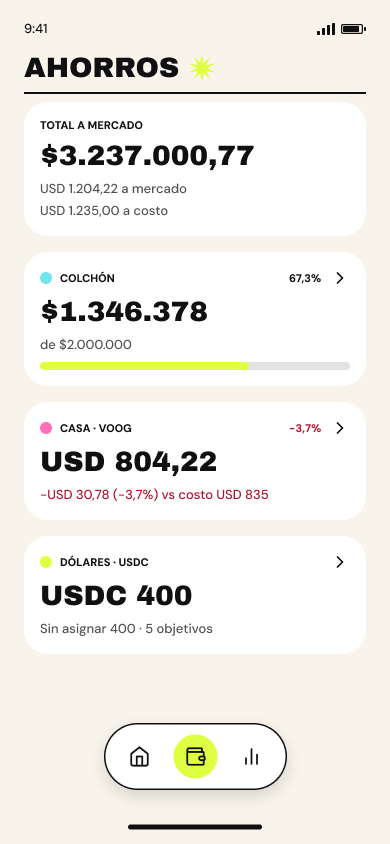 9:41
AHORROS
TOTAL A MERCADO
$3.237.000,77
USD 1.204,22 a mercado
USD 1.235,00 a costo
COLCHÓN 67,3%
$1.346.378
de $2.000.000
CASA · VOOG -3,7%
USD 804,22
-USD 30,78 (-3,7%) vs costo USD 835
DÓLARES · USDC
USDC 400
Sin asignar 400 · 5 objetivos